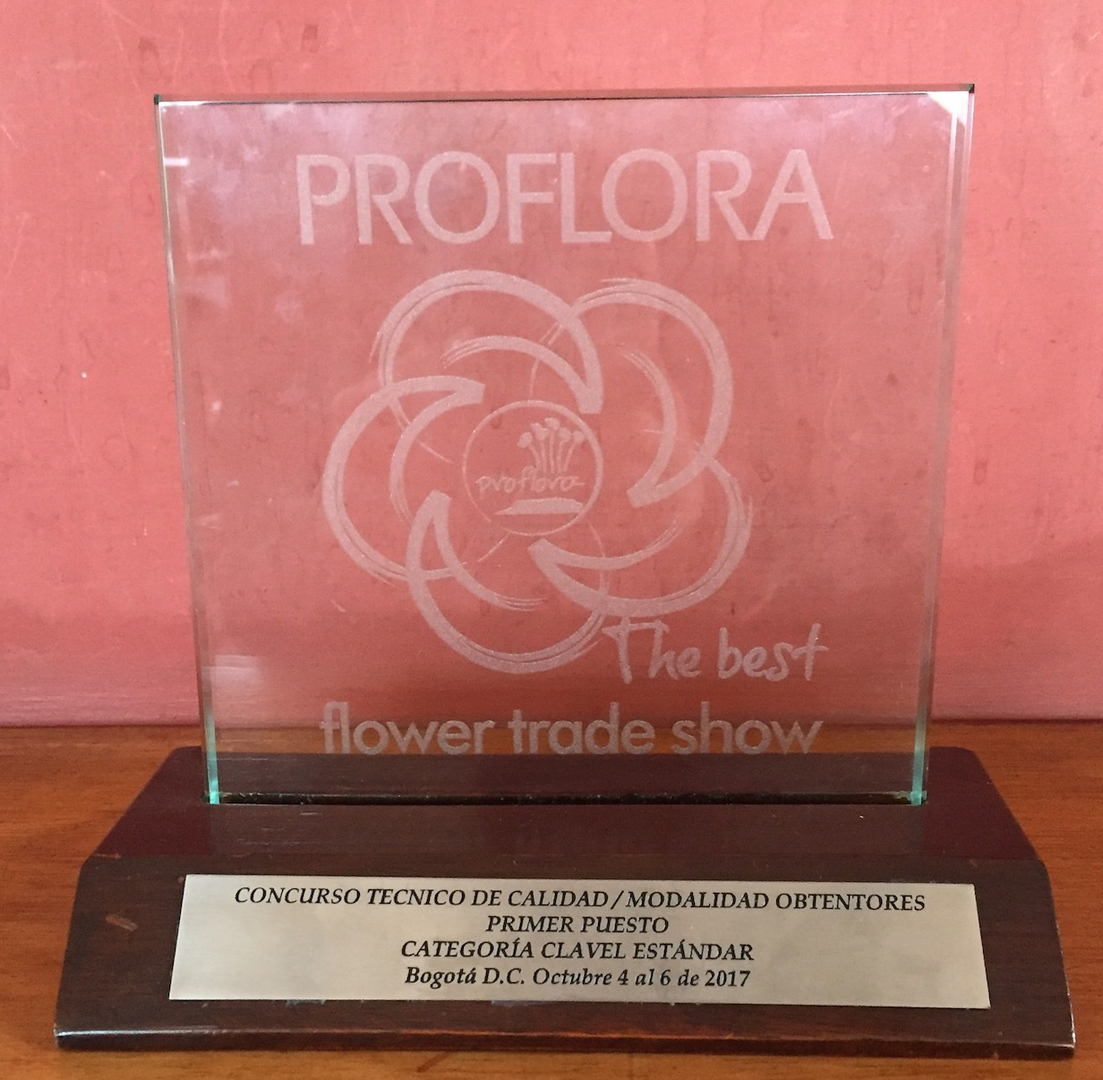 PROFLORA
proflora
The best
flower trade show
CONCURSO TECNICO DE CALIDAD / MODALIDAD OBTENTORES
PRIMER PUESTO
CATEGORÍA CLAVEL ESTÁNDAR
Bogotá D.C. Octubre 4 al 6 de 2017